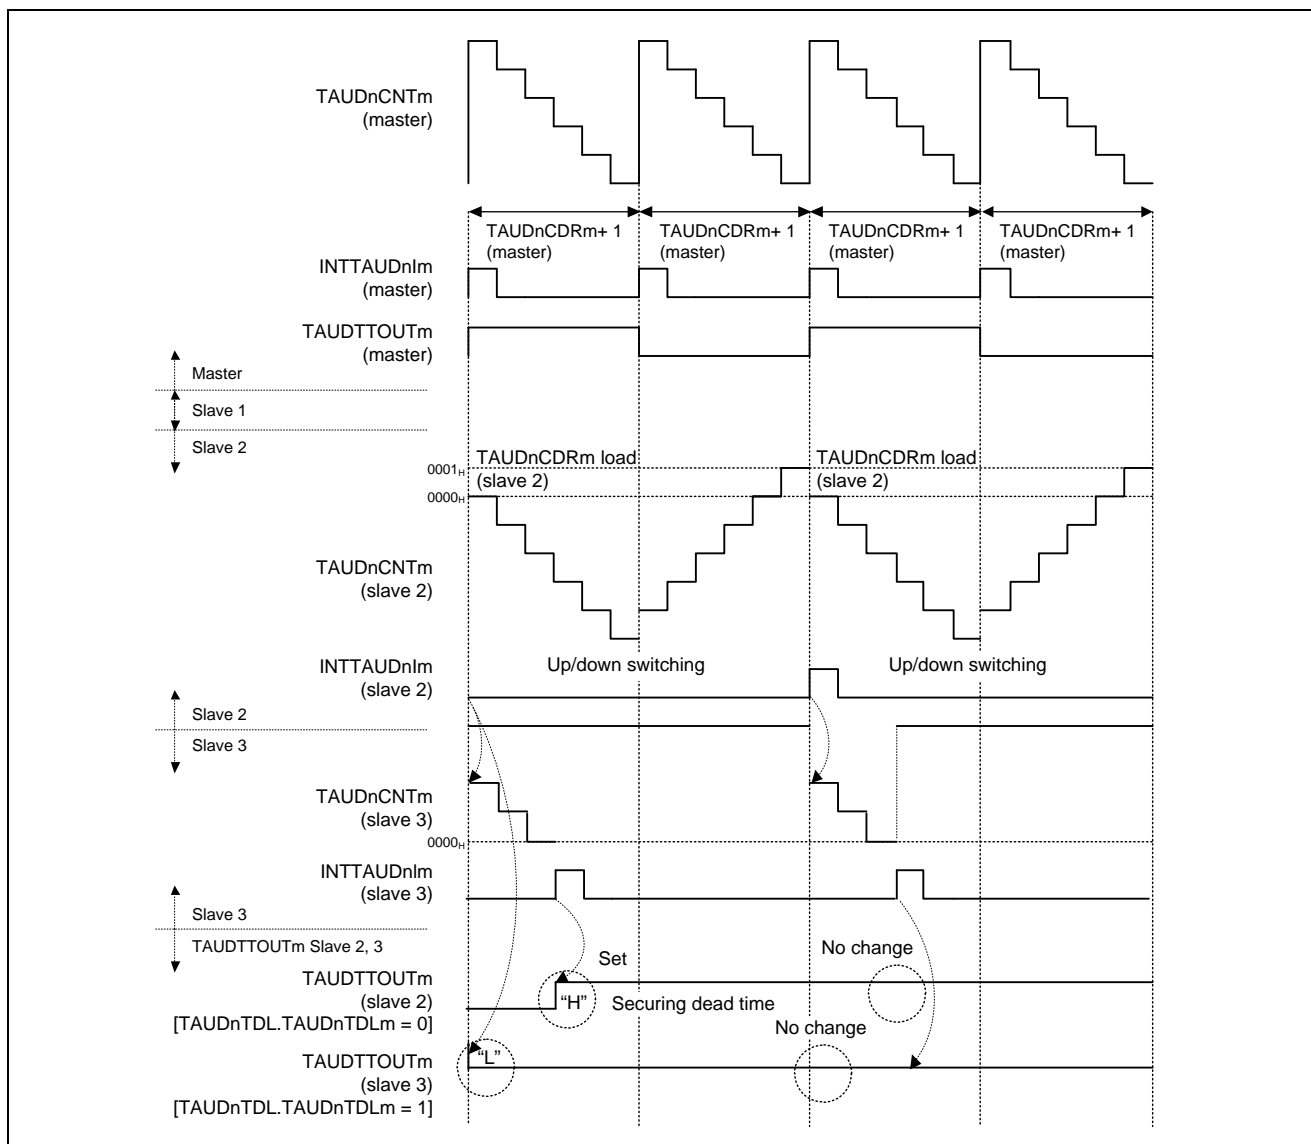 TAUDnCNTm
(master)
TAUDnCDRm+ 1
(master)
TAUDnCDRm+ 1
(master)
TAUDnCDRm+ 1
(master)
TAUDnCDRm+ 1
(master)
INTTAUDnIm
(master)
TAUDTTOUTm
(master)
Master
Slave 1
Slave 2
TAUDnCDRm load
(slave 2)
TAUDnCDRm load
(slave 2)
0001H
0000H
TAUDnCNTm
(slave 2)
Up/down switching
Up/down switching
INTTAUDnIm
(slave 2)
Slave 2
Slave 3
TAUDnCNTm
(slave 3)
0000H
INTTAUDnIm
(slave 3)
Slave 3
TAUDTTOUTm Slave 2, 3
Set
No change
TAUDTTOUTm
(slave 2)
[TAUDnTDL.TAUDnTDLm = 0]
“H”
Securing dead time
No change
TAUDTTOUTm
(slave 3)
[TAUDnTDL.TAUDnTDLm = 1]
“L”